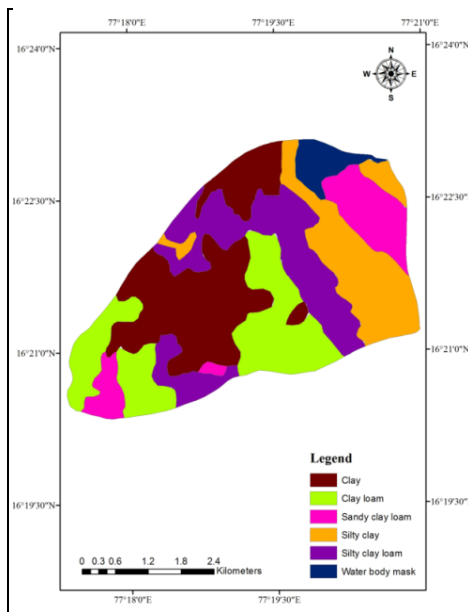 77°18'0"E 77°19'30"E 77°21'0"E
16°24'0"N 16°24'0"N
N
W E
S
16°22'30"N 16°22'30"N
16°21'0"N 16°21'0"N
Legend
Clay
Clay loam
Sandy clay loam
16°19'30"N 16°19'30"N
Silty clay
Silty clay loam
Water body mask
0 0.3 0.6 1.2 1.8 2.4
Kilometers
77°18'0"E 77°19'30"E